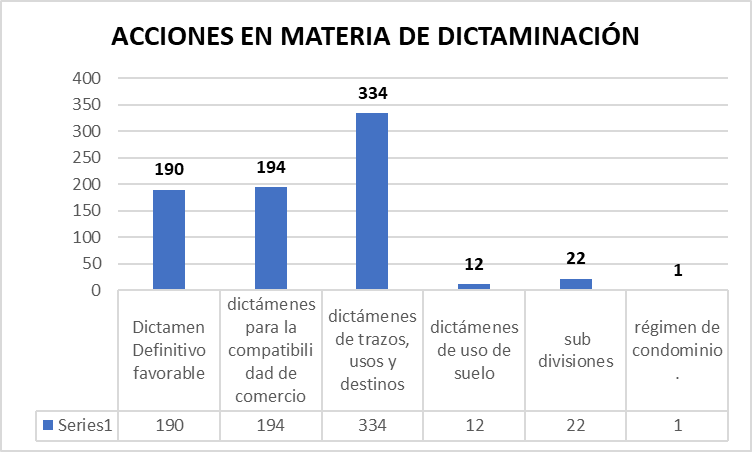 ACCIONES EN MATERIA DE DICTAMINACIÓN
400
350
300
250
200
150
100
50
0
190
194
334
12
22
1
Dictamen
Definitivo
favorable
dictámenes
para la
compatibili
dad de
comercio
dictámenes
de trazos,
usos y
destinos
dictámenes
de uso de
suelo
sub
divisiones
régimen de
condominio
.
Series1 190 194 334 12 22 1